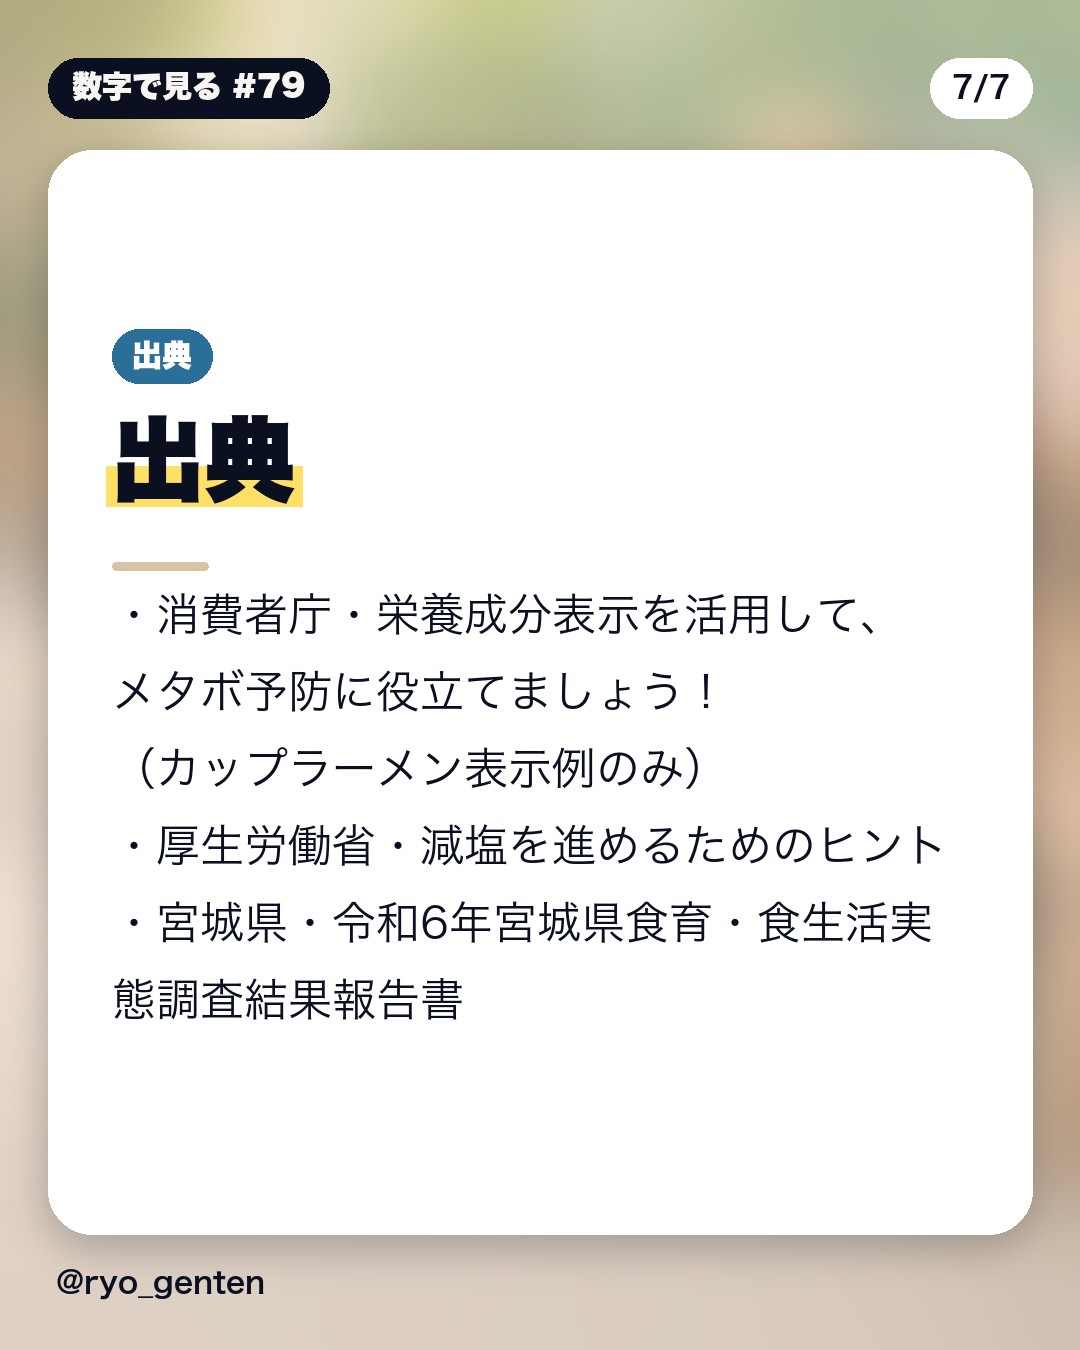 数字で見る #79
7/7
出典
出典
・消費者庁・栄養成分表示を活用して、
メタボ予防に役立てましょう！
（カップラーメン表示例のみ）
・厚生労働省・減塩を進めるためのヒント
・宮城県・令和6年宮城県食育・食生活実
態調査結果報告書
@ryo_genten